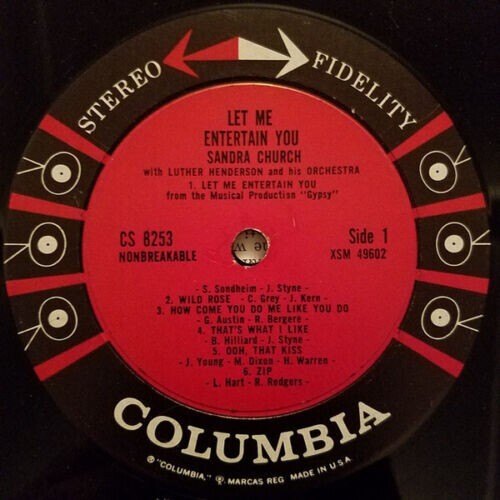 STEREO FIDELITY
LET ME
ENTERTAIN YOU
SANDRA CHURCH
with LUTHER HENDERSON and his ORCHESTRA
1. LET ME ENTERTAIN YOU
from the Musical Production "Gypsy"
CS 8253
NONBREAKABLE
Side 1
XSM 49602
- S. Sondheim - J. Styne -
2. WILD ROSE - C. Grey - J. Kern -
3. HOW COME YOU DO ME LIKE YOU DO
- G. Austin - R. Bergere -
4. THAT'S WHAT I LIKE
- B. Hilliard - J. Styne -
5. OOH, THAT KISS
- J. Young - M. Dixon - H. Warren -
6. ZIP
- L. Hart - R. Rodgers -
COLUMBIA
® "COLUMBIA," MARCAS REG MADE IN U.S.A.